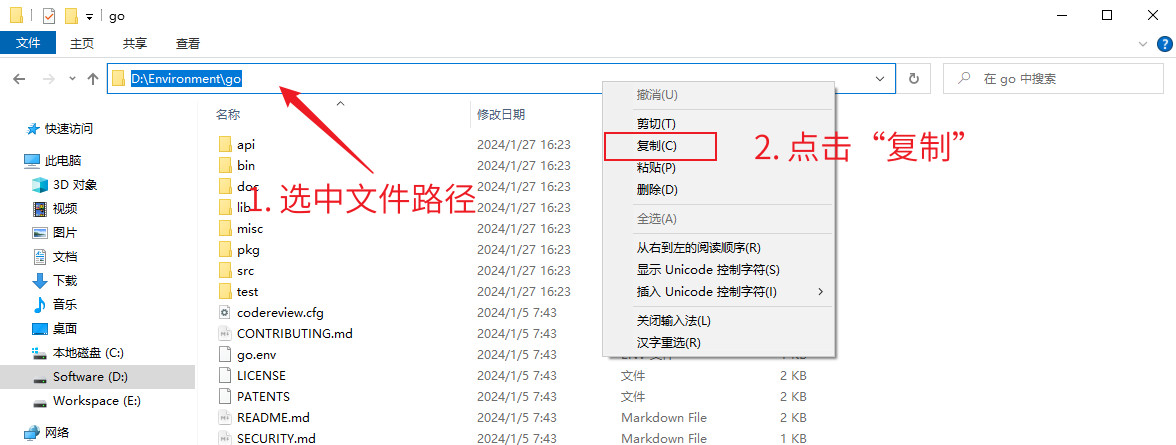 go
文件 主页 共享 查看
D:\Environment\go
在 go 中搜索
快速访问
此电脑
3D 对象
视频
图片
文档
下载
音乐
桌面
本地磁盘 (C:)
Software (D:)
Workspace (E:)
网络
名称 修改日期
api 2024/1/27 16:23
bin 2024/1/27 16:23
doc
lib 2024/1/27 16:23
misc 2024/1/27 16:23
pkg 2024/1/27 16:23
src 2024/1/27 16:23
test 2024/1/27 16:23
codereview.cfg 2024/1/5 7:43
CONTRIBUTING.md 2024/1/5 7:43
go.env 2024/1/5 7:43
LICENSE 2024/1/5 7:43 文件 2 KB
PATENTS 2024/1/5 7:43 文件 2 KB
README.md 2024/1/5 7:43 Markdown File 2 KB
SECURITY.md 2024/1/5 7:43 Markdown File 1 KB
1. 选中文件路径
撤消(U)
剪切(T)
复制(C)
粘贴(P)
删除(D)
全选(A)
从右到左的阅读顺序(R)
显示 Unicode 控制字符(S)
插入 Unicode 控制字符(I)
关闭输入法(L)
汉字重选(R)
2. 点击“复制”